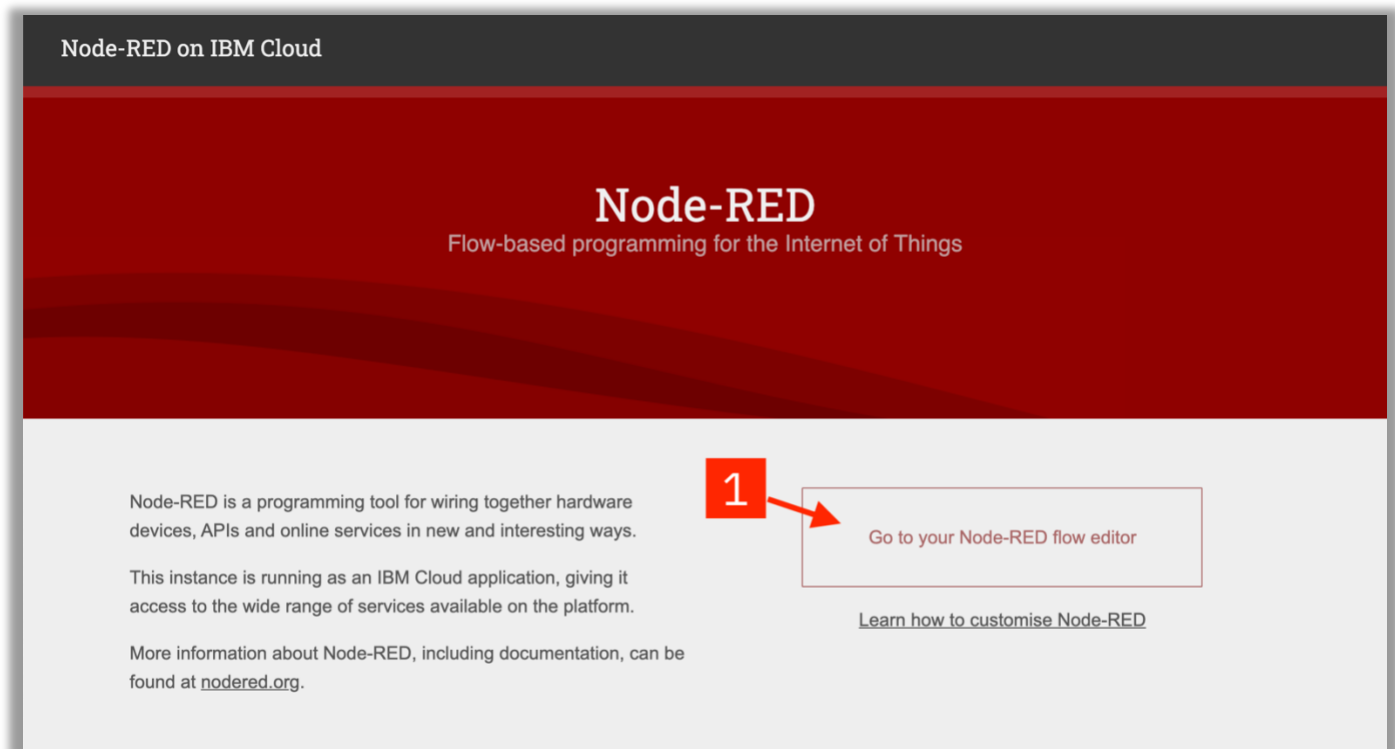 Node-RED on IBM Cloud
Node-RED
Flow-based programming for the Internet of Things
Node-RED is a programming tool for wiring together hardware
devices, APIs and online services in new and interesting ways.
This instance is running as an IBM Cloud application, giving it
access to the wide range of services available on the platform.
More information about Node-RED, including documentation, can be
found at nodered.org.
1
Go to your Node-RED flow editor
Learn how to customise Node-RED